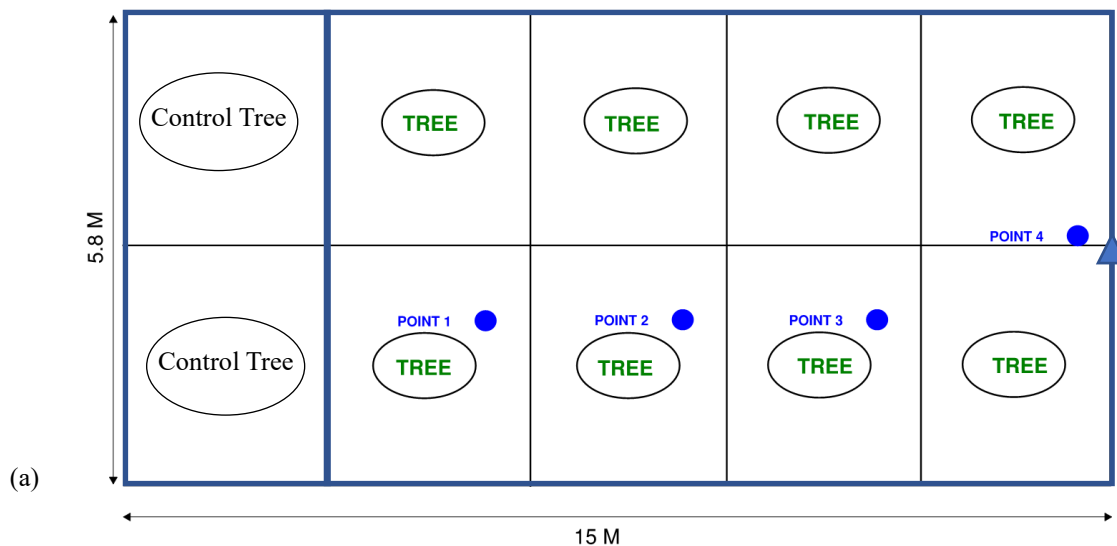 Control Tree
TREE
TREE
TREE
TREE
POINT 4
5.8 M
POINT 1
POINT 2
POINT 3
Control Tree
TREE
TREE
TREE
TREE
(a)
15 M